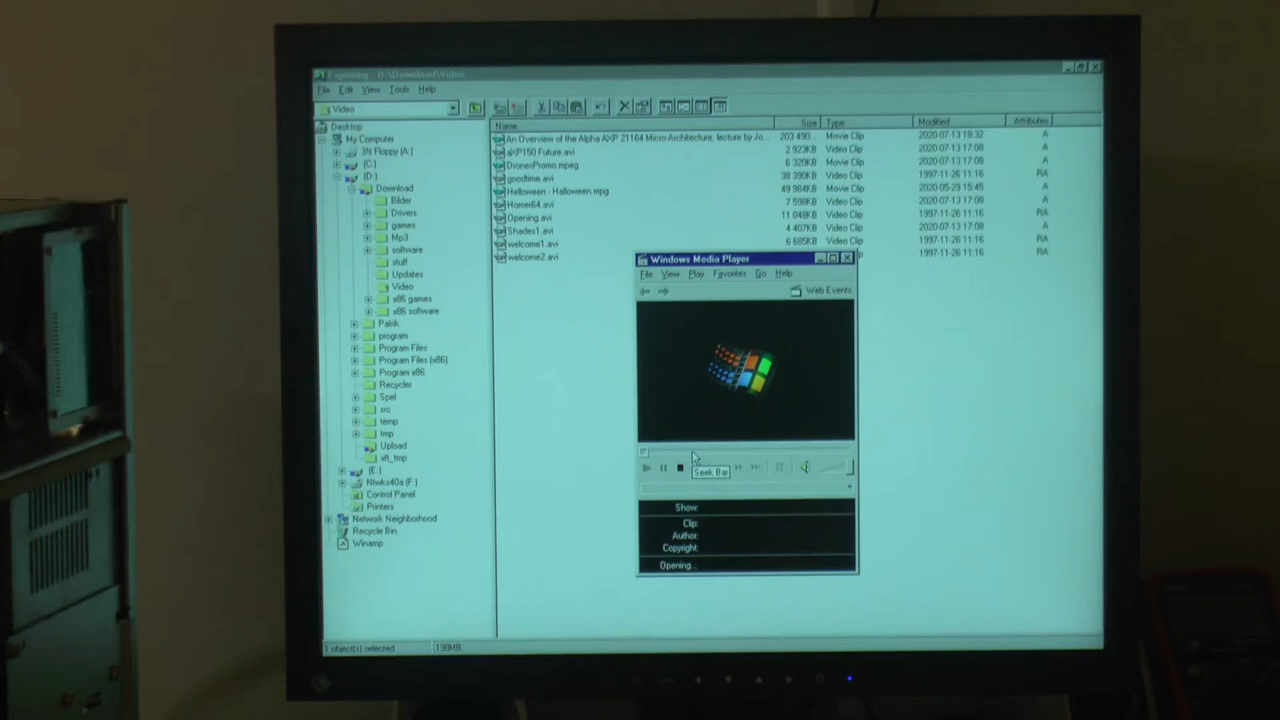 Exploring - D:\Download\Video
File Edit View Tools Help
Video
Desktop
My Computer
3½ Floppy (A:)
(C:)
(D:)
Download
Bilder
Drivers
games
Mp3
software
stuff
Updates
Video
x86 games
x86 software
Patrik
program
Program Files
Program Files (x86)
Program x86
Recycler
Spel
src
temp
tmp
Upload
xft_tmp
(E:)
Ntwks40a (F:)
Control Panel
Printers
Network Neighborhood
Recycle Bin
Winamp
Name Size Type Modified Attributes
An Overview of the Alpha AXP 21164 Micro-Architecture, lecture by Jo... 203 490... Movie Clip 2020-07-13 18:32 A
aXP150 Future.avi 2 923KB Video Clip 2020-07-13 17:08 A
DronesPromo.mpeg 6 320KB Movie Clip 2020-07-13 17:08 A
goodtime.avi 38 390KB Video Clip 1997-11-26 11:16 RA
Helloween - Halloween.mpg 49 984KB Movie Clip 2020-05-29 15:45 A
Homer64.avi 7 598KB Video Clip 2020-07-13 17:08 A
Opening.avi 11 048KB Video Clip 1997-11-26 11:16 RA
Shades1.avi 4 407KB Video Clip 2020-07-13 17:08 A
welcome1.avi 6 685KB Video Clip 1997-11-26 11:16 RA
welcome2.avi 1997-11-26 11:16 RA
Windows Media Player
File View Play Favorites Go Help
Web Events
Seek Bar
Show:
Clip:
Author:
Copyright:
Opening...
1 object(s) selected 198MB